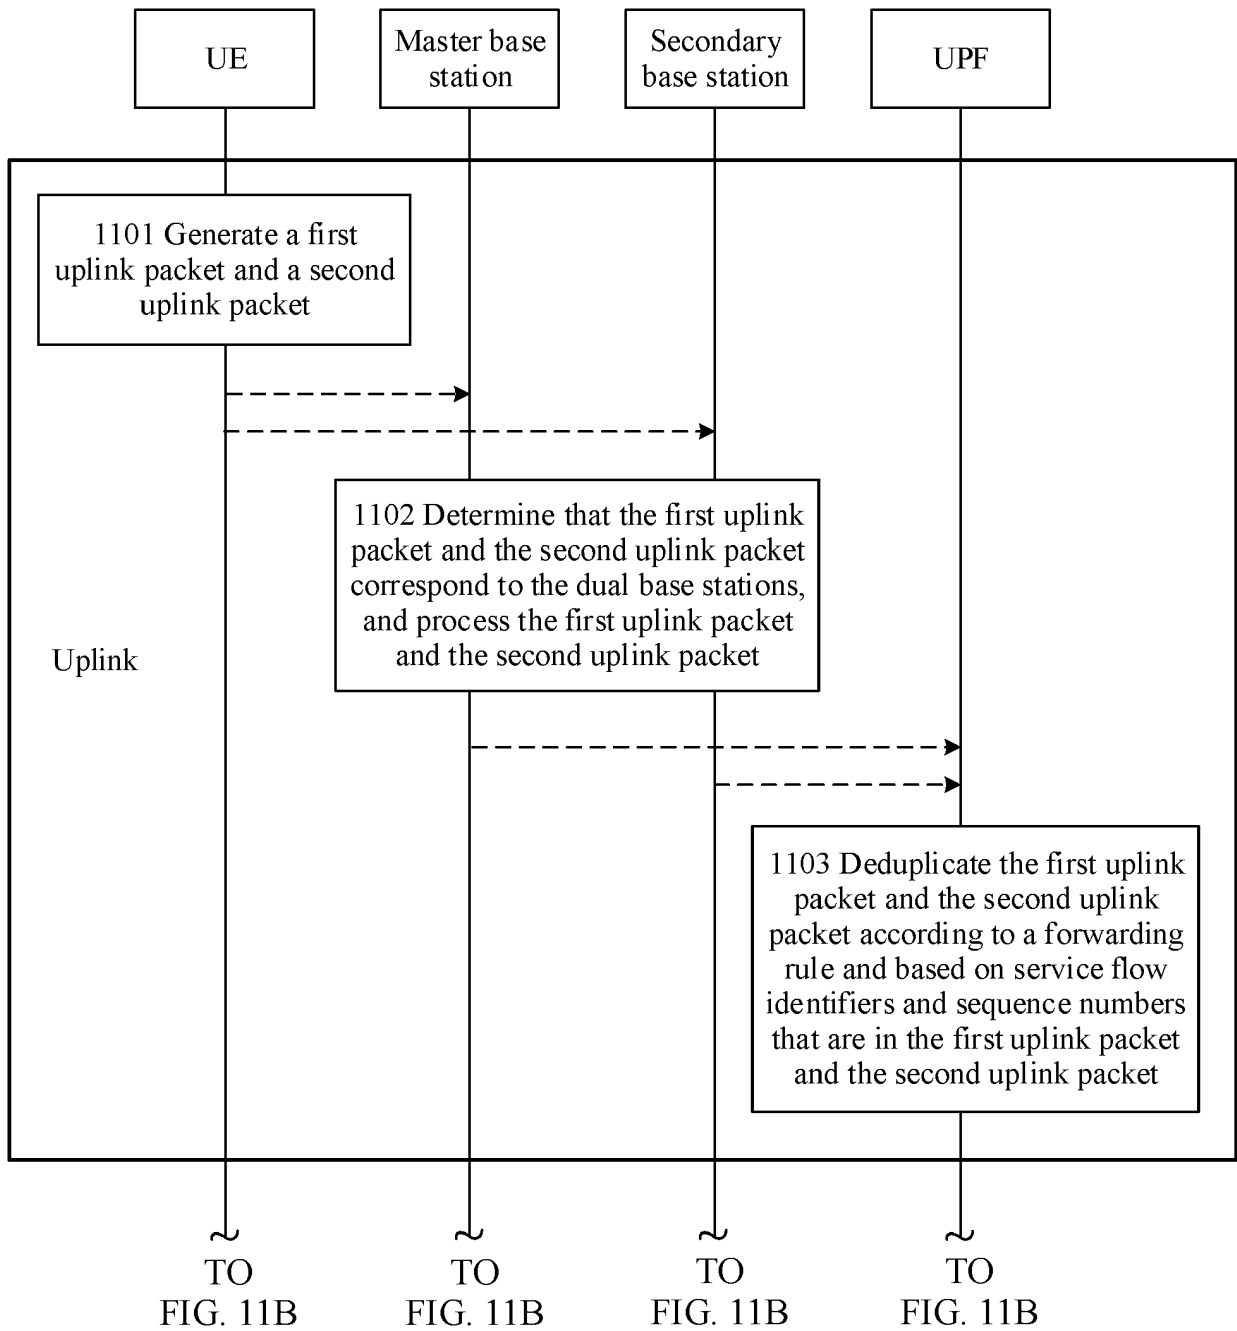 UE
Master base
station
Secondary
base station
UPF
1101 Generate a first
uplink packet and a second
uplink packet
1102 Determine that the first uplink
packet and the second uplink packet
correspond to the dual base stations,
and process the first uplink packet
and the second uplink packet
Uplink
1103 Deduplicate the first uplink
packet and the second uplink
packet according to a forwarding
rule and based on service flow
identifiers and sequence numbers
that are in the first uplink packet
and the second uplink packet
TO
FIG. 11B
TO
FIG. 11B
TO
FIG. 11B
TO
FIG. 11B